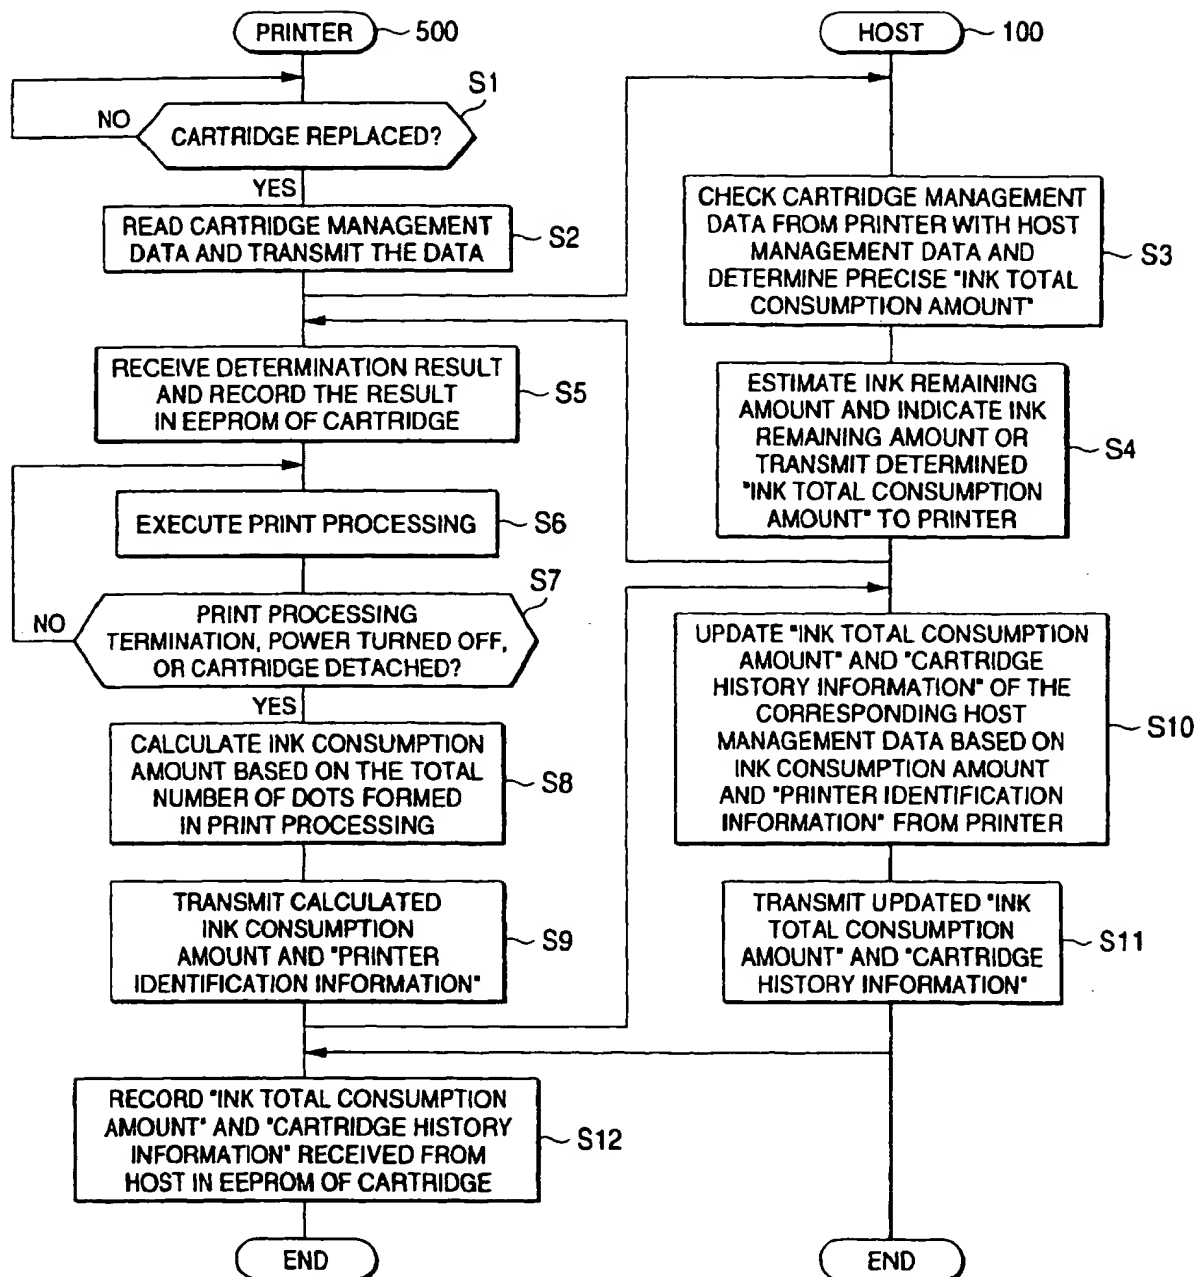 PRINTER
500
HOST
100
S1
NO
CARTRIDGE REPLACED?
YES
READ CARTRIDGE MANAGEMENT
DATA AND TRANSMIT THE DATA
S2
CHECK CARTRIDGE MANAGEMENT
DATA FROM PRINTER WITH HOST
MANAGEMENT DATA AND
DETERMINE PRECISE "INK TOTAL
CONSUMPTION AMOUNT"
S3
RECEIVE DETERMINATION RESULT
AND RECORD THE RESULT
IN EEPROM OF CARTRIDGE
S5
ESTIMATE INK REMAINING
AMOUNT AND INDICATE INK
REMAINING AMOUNT OR
TRANSMIT DETERMINED
"INK TOTAL CONSUMPTION
AMOUNT" TO PRINTER
S4
EXECUTE PRINT PROCESSING
S6
S7
NO
PRINT PROCESSING
TERMINATION, POWER TURNED OFF,
OR CARTRIDGE DETACHED?
YES
UPDATE "INK TOTAL CONSUMPTION
AMOUNT" AND "CARTRIDGE
HISTORY INFORMATION" OF THE
CORRESPONDING HOST
MANAGEMENT DATA BASED ON
INK CONSUMPTION AMOUNT
AND "PRINTER IDENTIFICATION
INFORMATION" FROM PRINTER
S10
CALCULATE INK CONSUMPTION
AMOUNT BASED ON THE TOTAL
NUMBER OF DOTS FORMED
IN PRINT PROCESSING
S8
TRANSMIT CALCULATED
INK CONSUMPTION
AMOUNT AND "PRINTER
IDENTIFICATION INFORMATION"
S9
TRANSMIT UPDATED "INK
TOTAL CONSUMPTION
AMOUNT" AND "CARTRIDGE
HISTORY INFORMATION"
S11
RECORD "INK TOTAL CONSUMPTION
AMOUNT" AND "CARTRIDGE HISTORY
INFORMATION" RECEIVED FROM
HOST IN EEPROM OF CARTRIDGE
S12
END
END